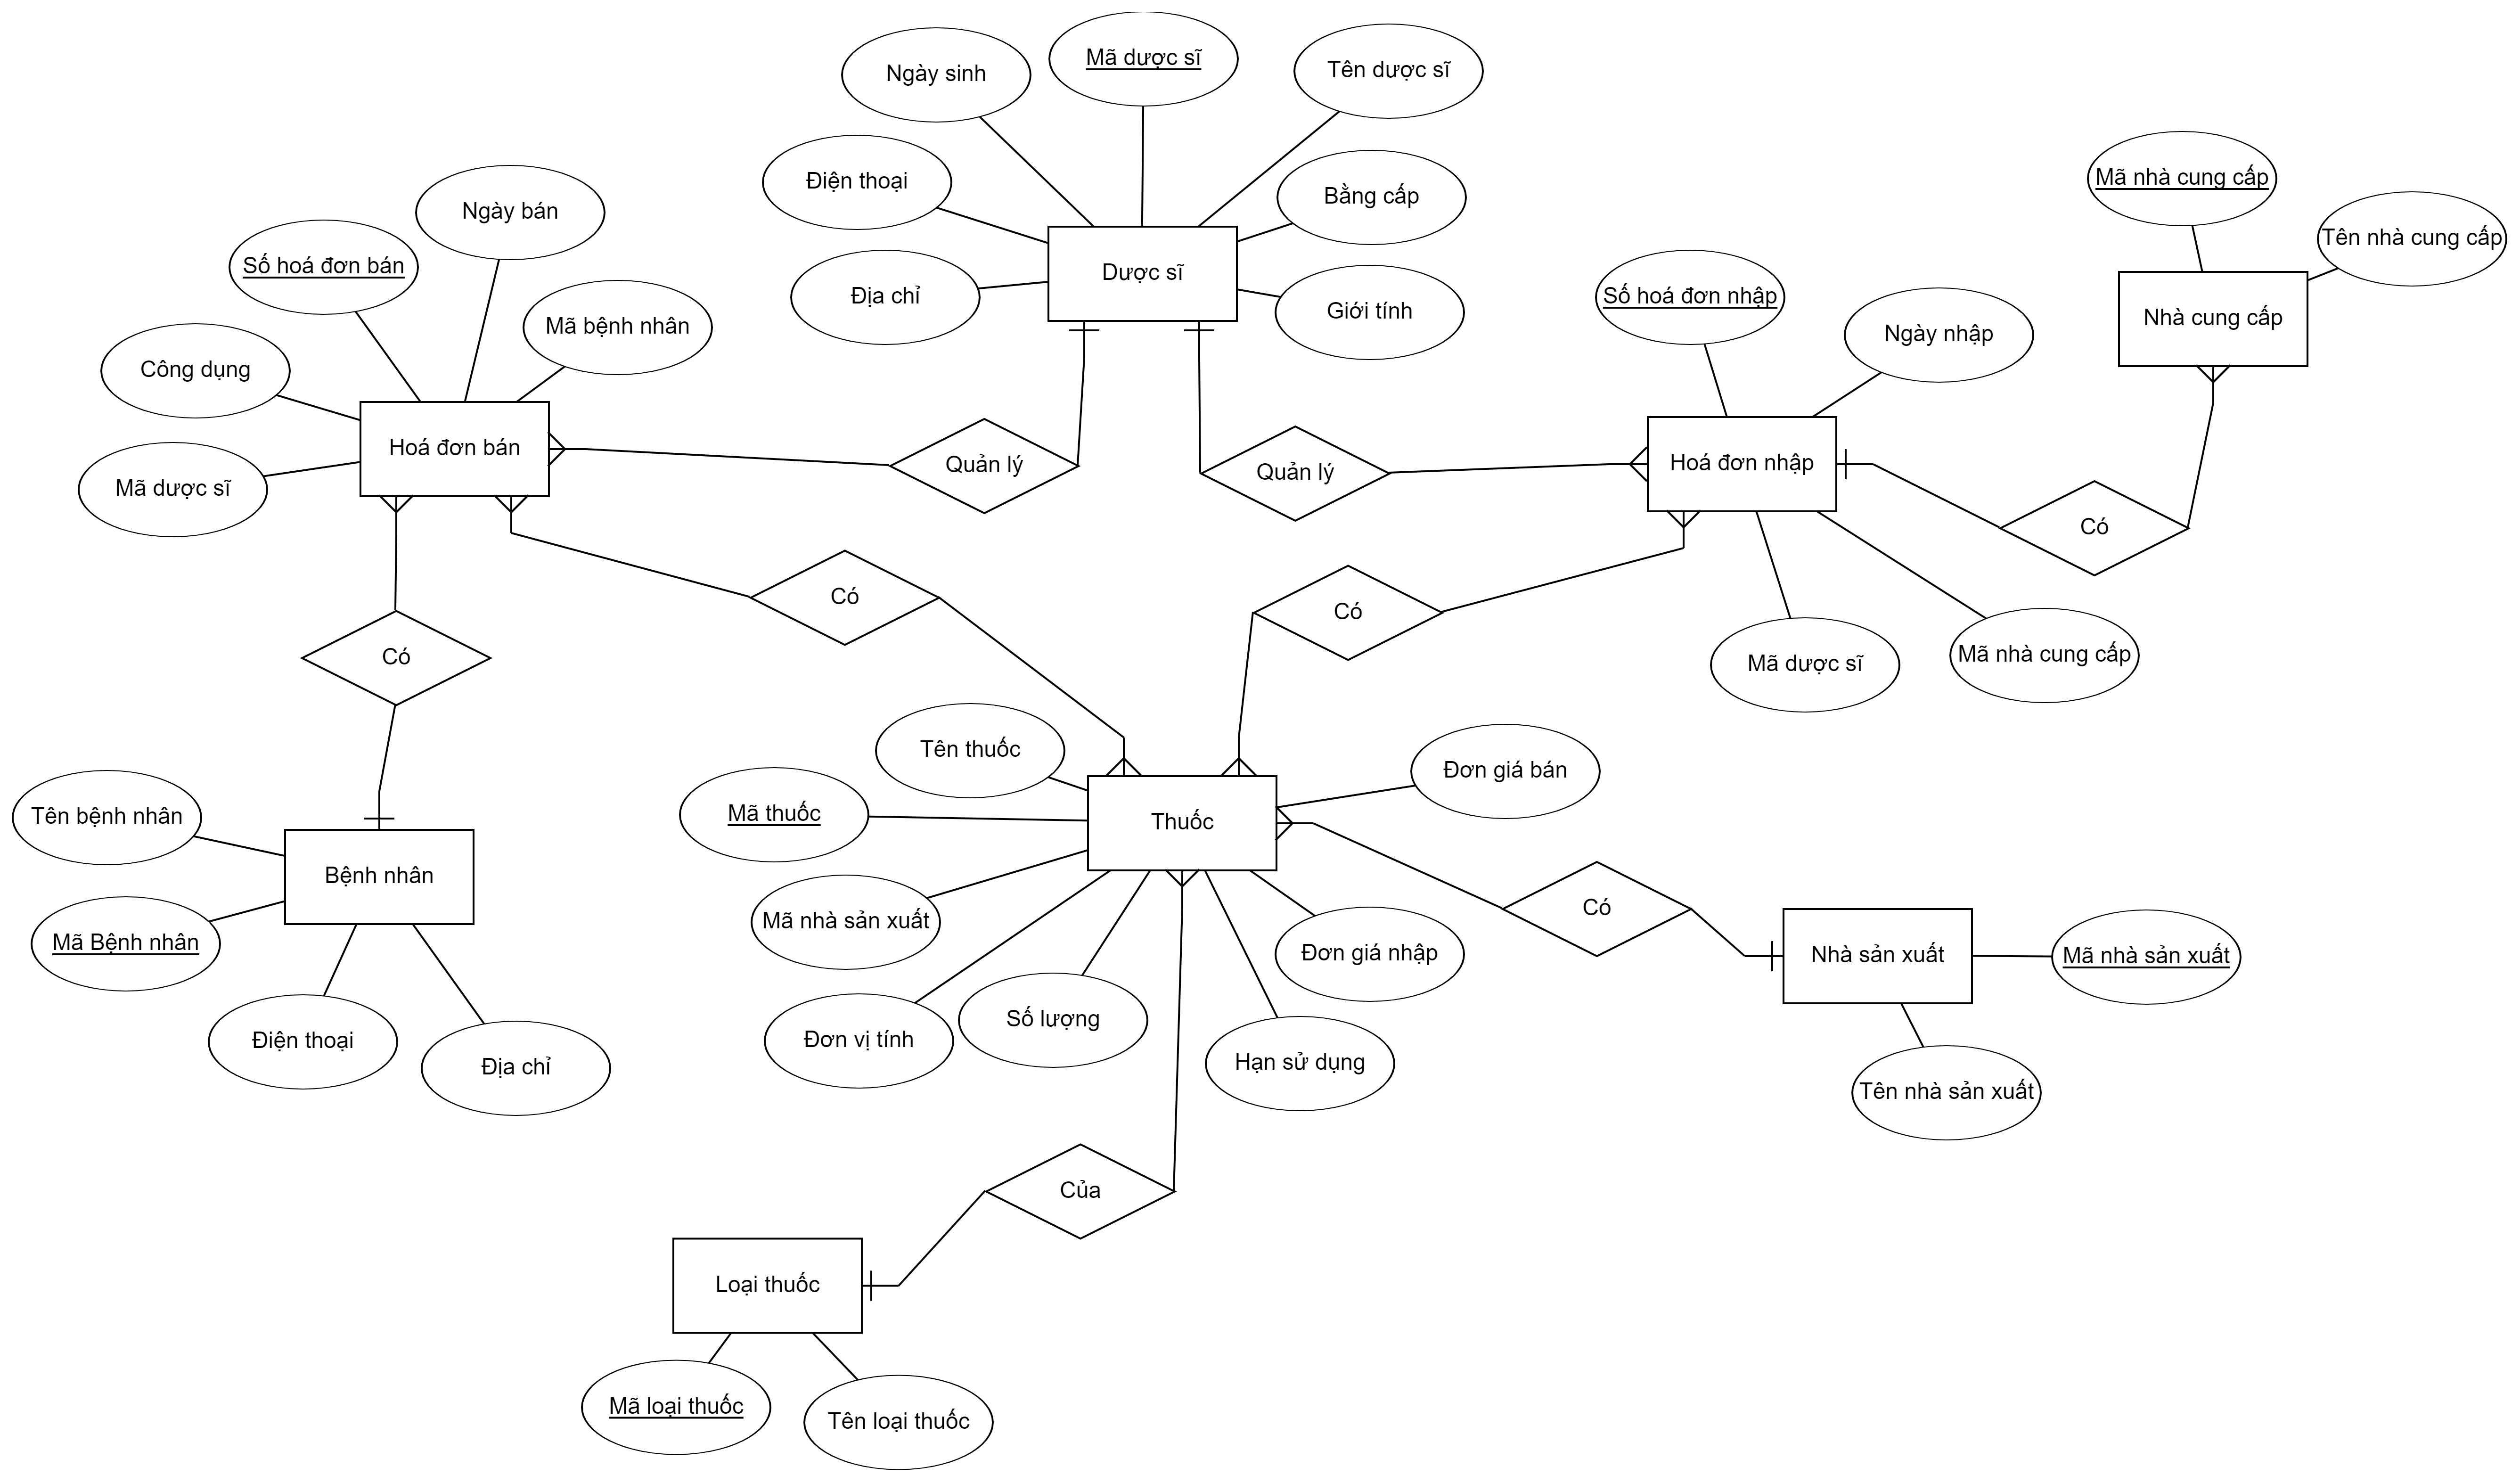 Mã dược sĩ
Tên dược sĩ
Ngày sinh
Mã nhà cung cấp
Điện thoại
Bằng cấp
Ngày bán
Tên nhà cung cấp
Số hoá đơn bán
Dược sĩ
Địa chỉ
Số hoá đơn nhập
Giới tính
Nhà cung cấp
Mã bệnh nhân
Ngày nhập
Công dụng
Hoá đơn bán
Quản lý
Quản lý
Hoá đơn nhập
Mã dược sĩ
Có
Có
Có
Có
Mã nhà cung cấp
Mã dược sĩ
Tên thuốc
Đơn giá bán
Tên bệnh nhân
Mã thuốc
Thuốc
Bệnh nhân
Có
Mã nhà sản xuất
Mã Bệnh nhân
Đơn giá nhập
Nhà sản xuất
Mã nhà sản xuất
Số lượng
Điện thoại
Đơn vị tính
Hạn sử dụng
Địa chỉ
Tên nhà sản xuất
Của
Loại thuốc
Mã loại thuốc
Tên loại thuốc